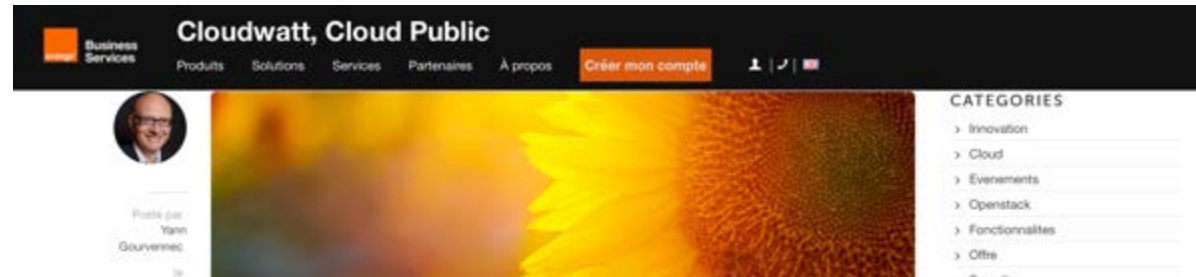 Cloudwatt, Cloud Public
Business
Services
Produits Solutions Services Partenaires À propos Créer mon compte
CATEGORIES
Innovation
Cloud
Evenements
Openstack
Posté par
Yann
Gourvennec
Fonctionnalites
Offre